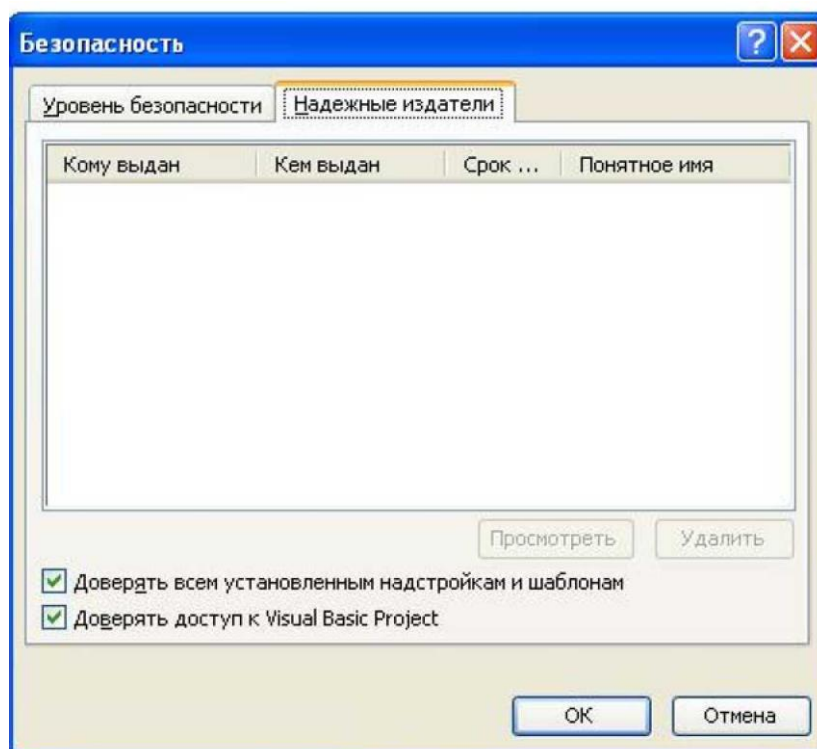 Безопасность
Уровень безопасности Надежные издатели
Кому выдан Кем выдан Срок ... Понятное имя
Просмотреть Удалить
Доверять всем установленным надстройкам и шаблонам
Доверять доступ к Visual Basic Project
ОК Отмена